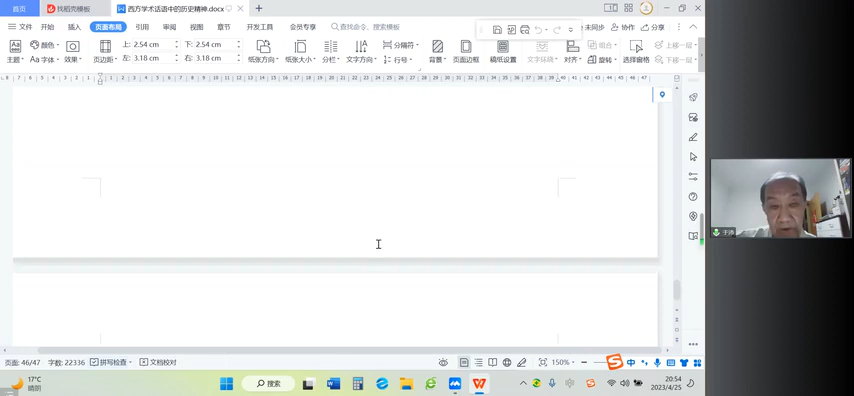 首页 找稻壳模板 西方学术话语中的历史精神.docx
文件 开始 插入 页面布局 引用 审阅 视图 章节 开发工具 会员专享 查找命令、搜索模板 未同步 协作 分享
主题 颜色 Aa 字体 效果 页边距 上: 2.54 cm 下: 2.54 cm 左: 3.18 cm 右: 3.18 cm 纸张方向 纸张大小 分栏 文字方向 分隔符 行号 背景 页面边框 稿纸设置 文字环绕 对齐 组合 旋转 选择窗格 上移一层 下移一层
于沛
页面: 46/47 字数: 22336 拼写检查 文档校对 150% 中
17°C
晴朗
搜索
20:54
2023/4/25